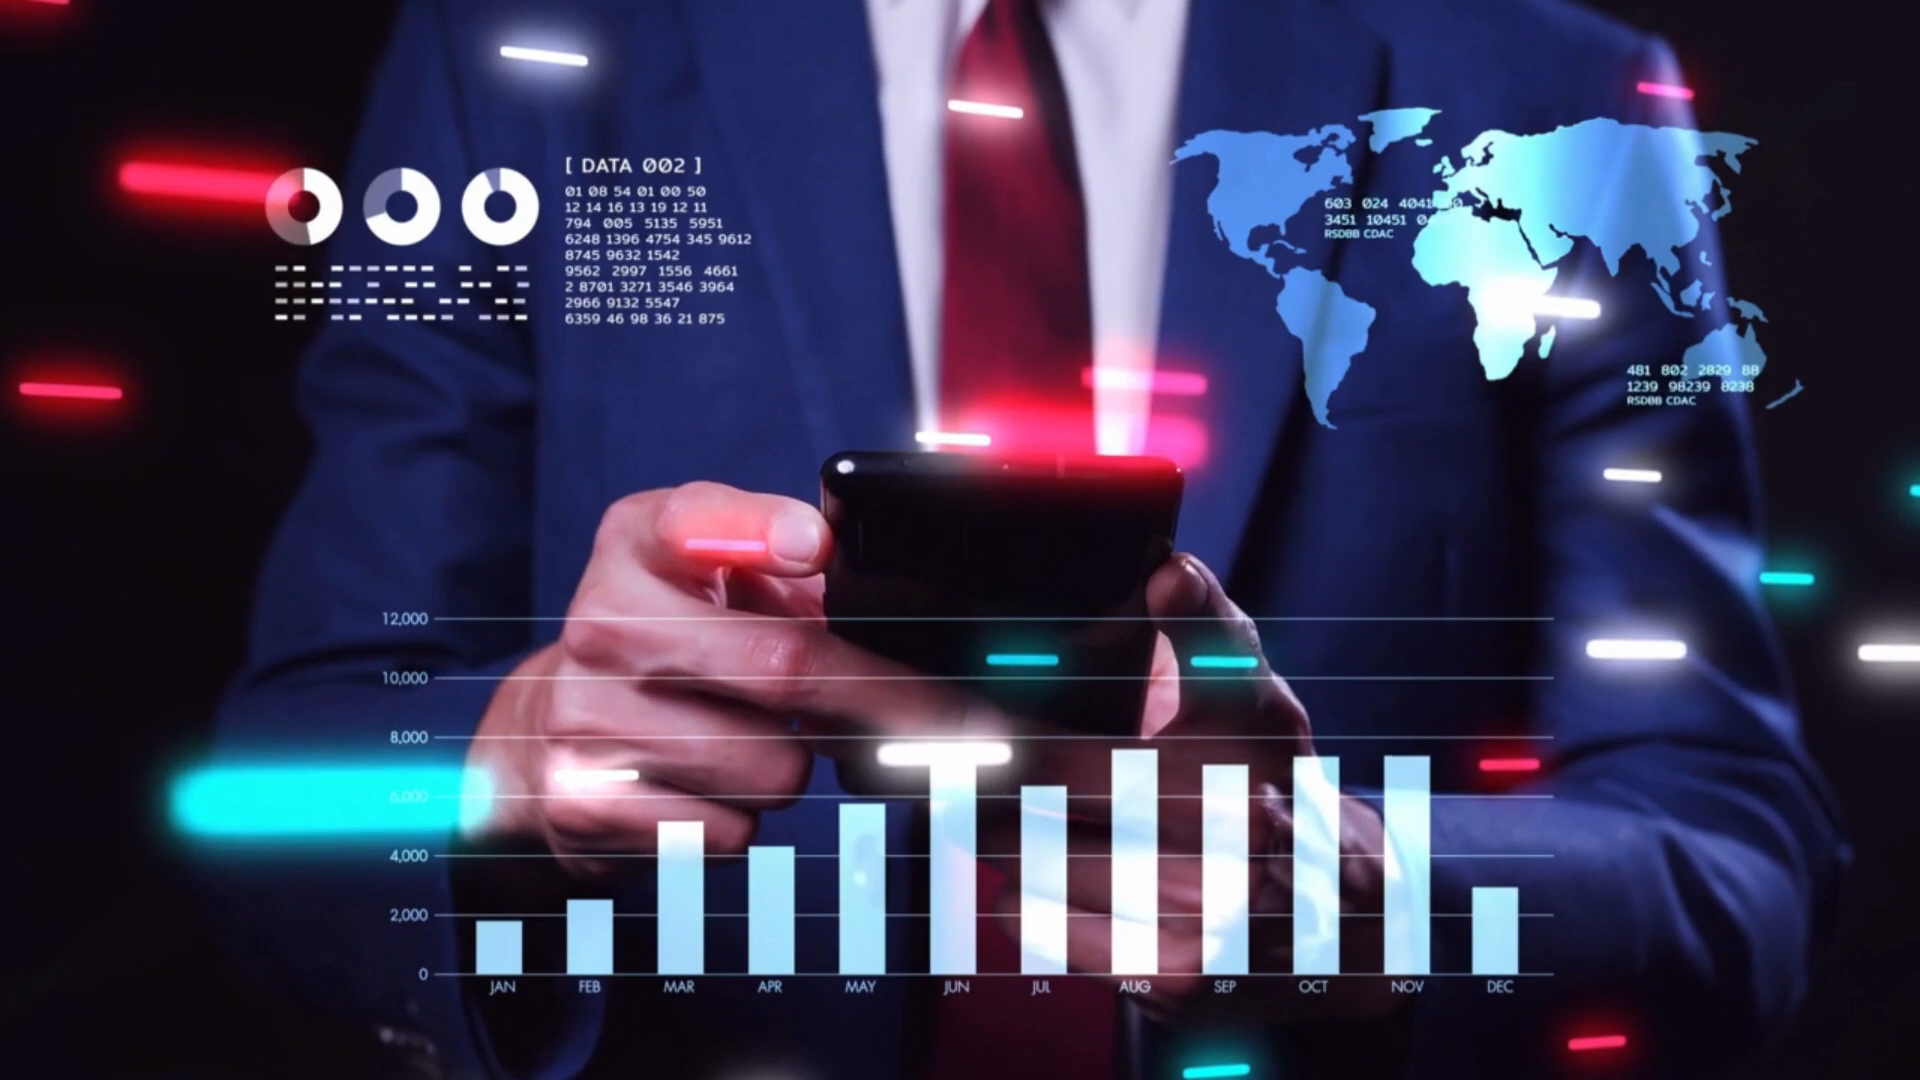 [ DATA 002 ]
01 08 54 01 00 50
12 14 16 13 19 12 11
794 005 5135 5951
6248 1396 4754 345 9612
8745 9632 1542
9562 2997 1556 4661
2 8701 3271 3546 3964
2966 9132 5547
6359 46 98 36 21 875
603 024 4041
3451 10451
RSDBB CDAC
481 802 2829 88
1239 98239 8238
RSDBB CDAC
12,000
10,000
8,000
6,000
4,000
2,000
0
JAN FEB MAR APR MAY JUN JUL AUG SEP OCT NOV DEC